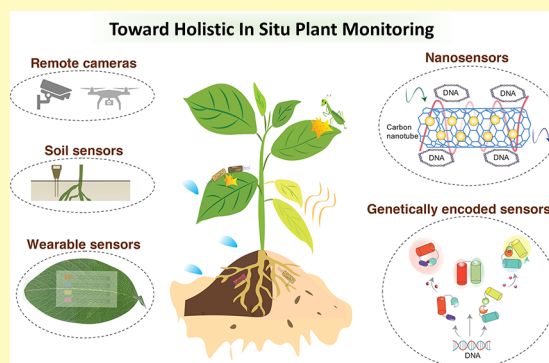 Toward Holistic In Situ Plant Monitoring
Remote cameras
Soil sensors
Wearable sensors
Nanosensors
DNA
DNA
Carbon
nanotube
DNA
DNA
Genetically encoded sensors
DNA